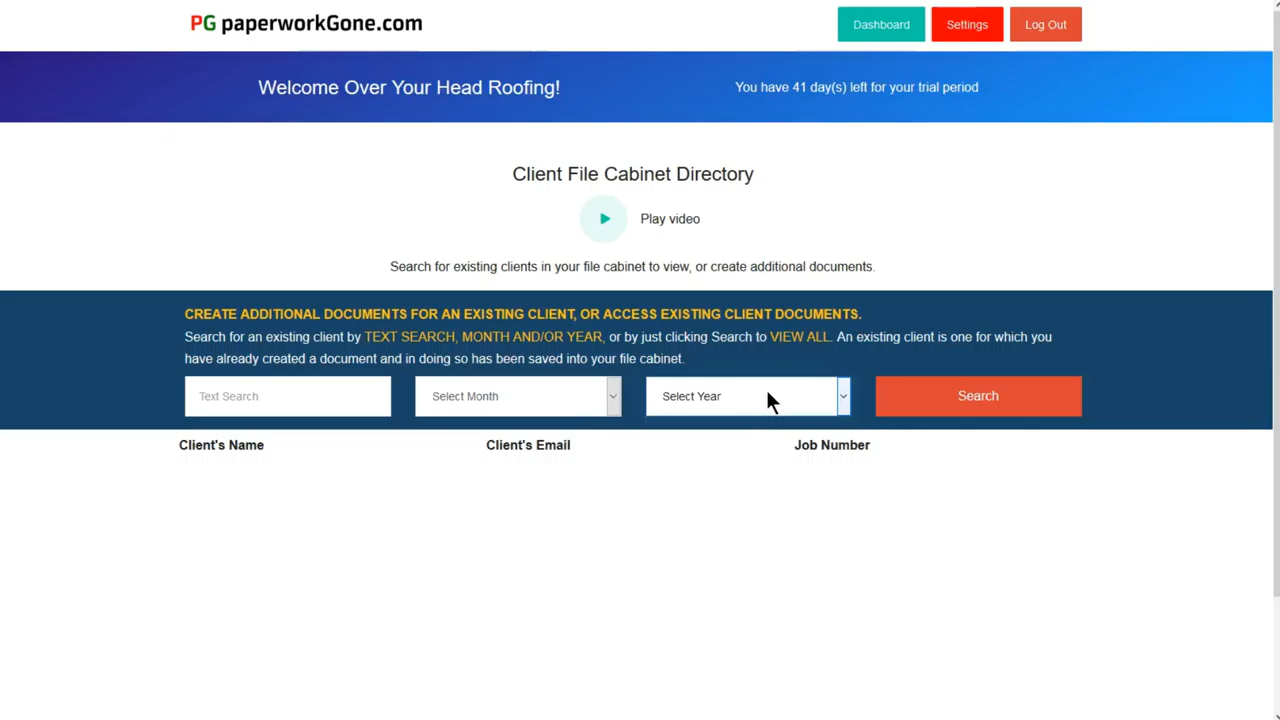 PG paperworkGone.com
Dashboard
Settings
Log Out
Welcome Over Your Head Roofing!
You have 41 day(s) left for your trial period
Client File Cabinet Directory
Play video
Search for existing clients in your file cabinet to view, or create additional documents.
CREATE ADDITIONAL DOCUMENTS FOR AN EXISTING CLIENT, OR ACCESS EXISTING CLIENT DOCUMENTS.
Search for an existing client by TEXT SEARCH, MONTH AND/OR YEAR, or by just clicking Search to VIEW ALL. An existing client is one for which you
have already created a document and in doing so has been saved into your file cabinet.
Text Search
Select Month
Select Year
Search
Client's Name
Client's Email
Job Number